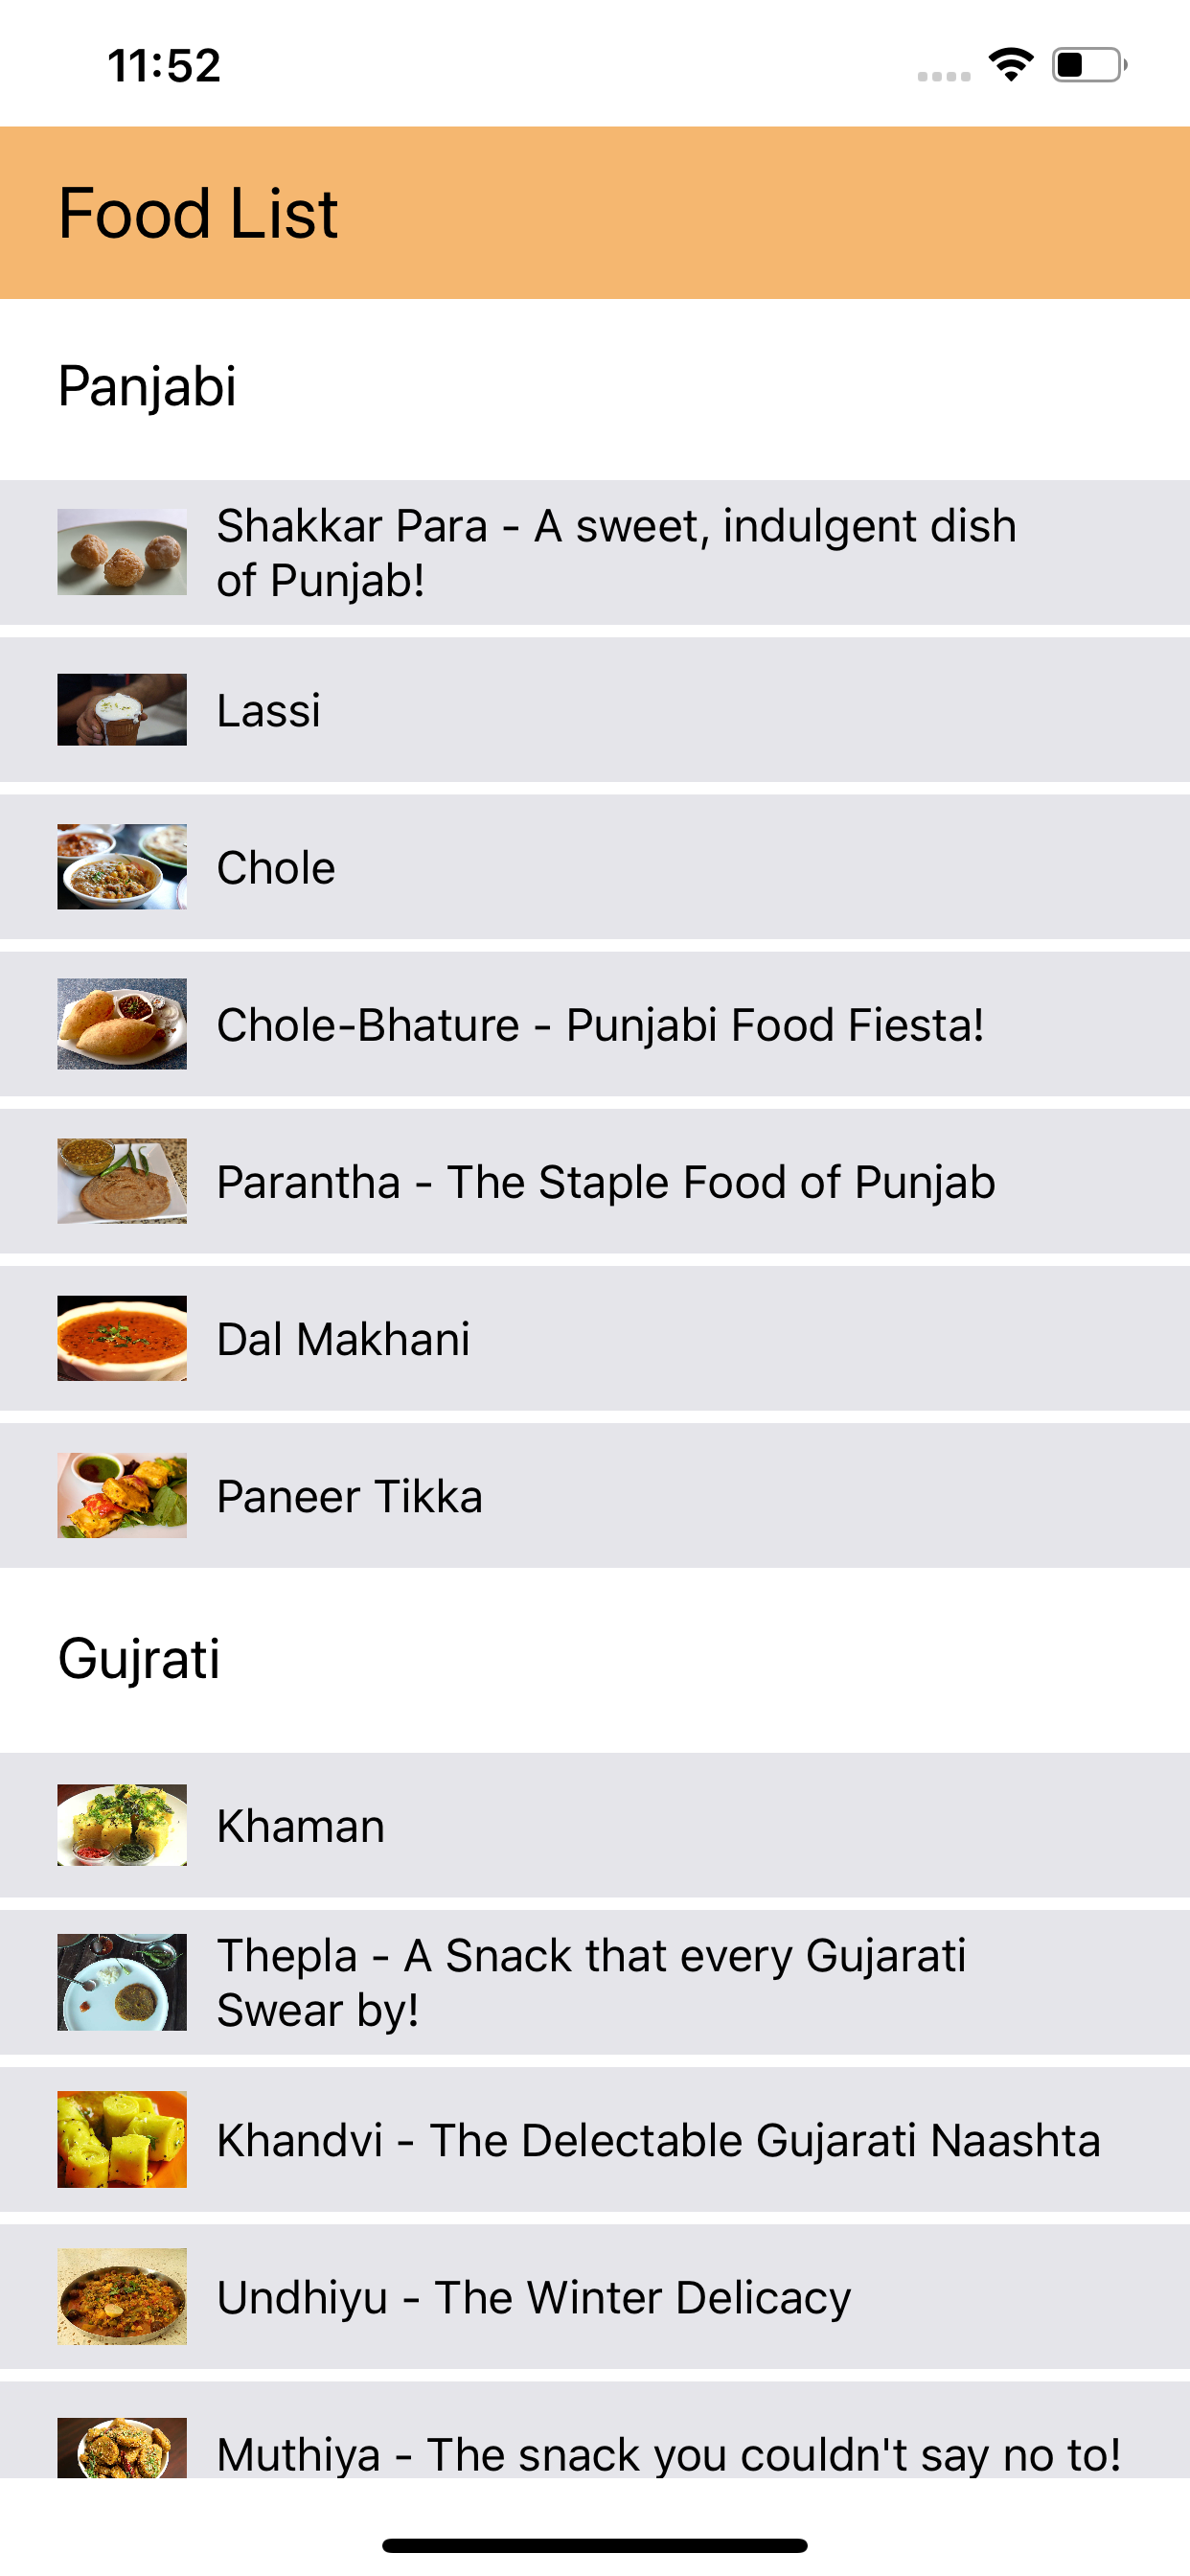 11:52
Food List
Panjabi
Shakkar Para - A sweet, indulgent dish
of Punjab!
Lassi
Chole
Chole-Bhature - Punjabi Food Fiesta!
Parantha - The Staple Food of Punjab
Dal Makhani
Paneer Tikka
Gujrati
Khaman
Thepla - A Snack that every Gujarati
Swear by!
Khandvi - The Delectable Gujarati Naashta
Undhiyu - The Winter Delicacy
Muthiya - The snack you couldn't say no to!